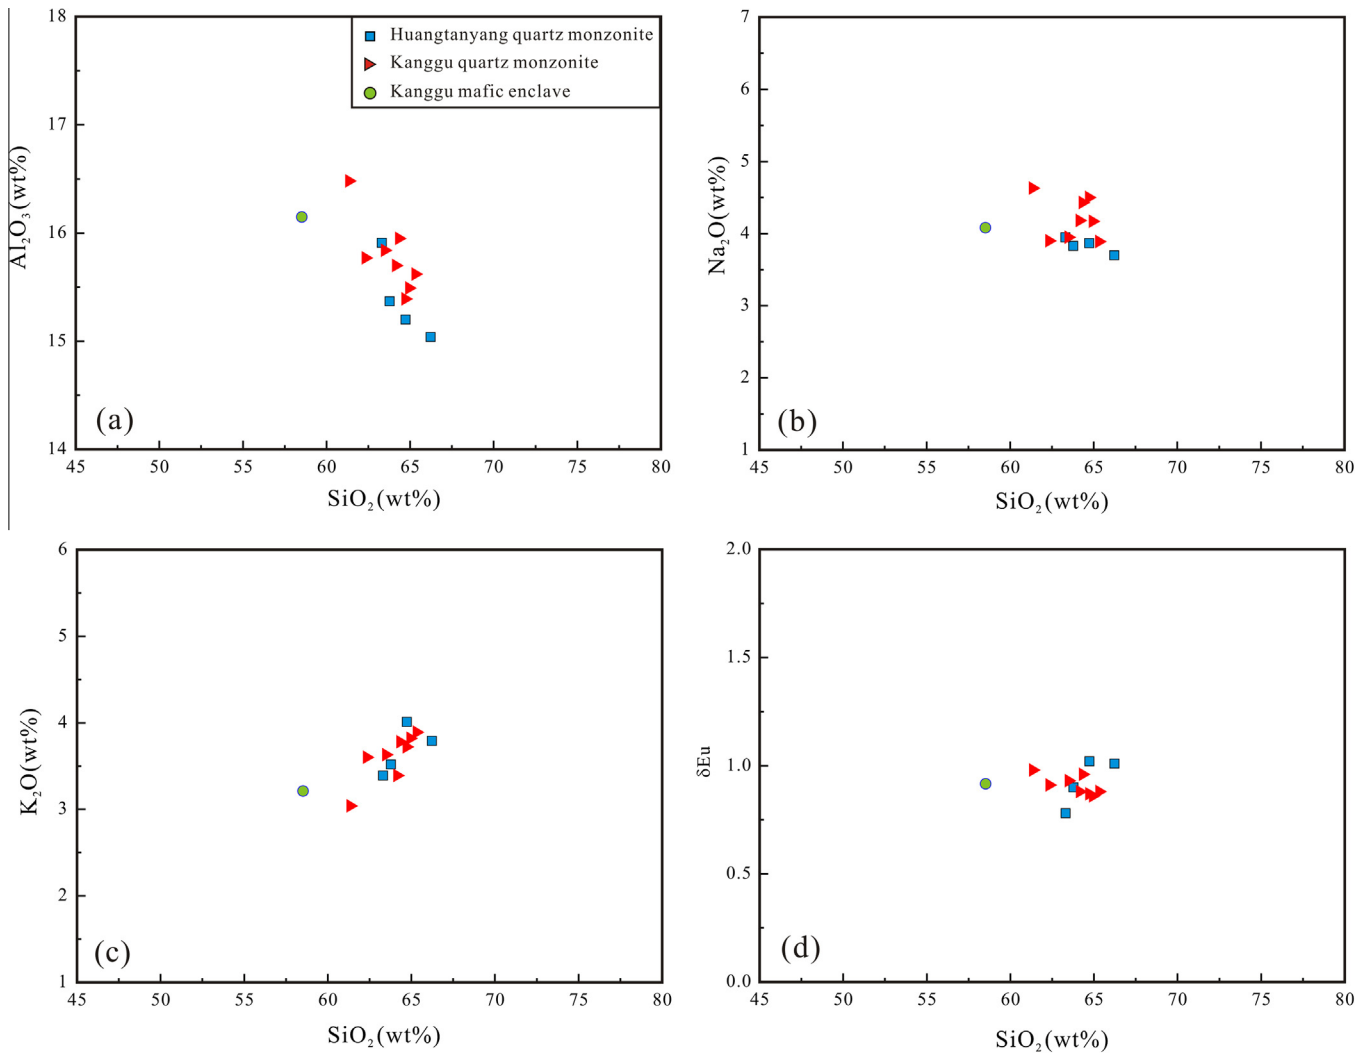 18
17
16
15
14
Al₂O₃(wt%)
Huangtanyang quartz monzonite
Kanggu quartz monzonite
Kanggu mafic enclave
(a)
45 50 55 60 65 70 75 80
SiO₂(wt%)
7
6
5
4
3
2
1
Na₂O(wt%)
(b)
45 50 55 60 65 70 75 80
SiO₂(wt%)
6
5
4
3
2
1
K₂O(wt%)
(c)
45 50 55 60 65 70 75 80
SiO₂(wt%)
2.0
1.5
1.0
0.5
0.0
δEu
(d)
45 50 55 60 65 70 75 80
SiO₂(wt%)